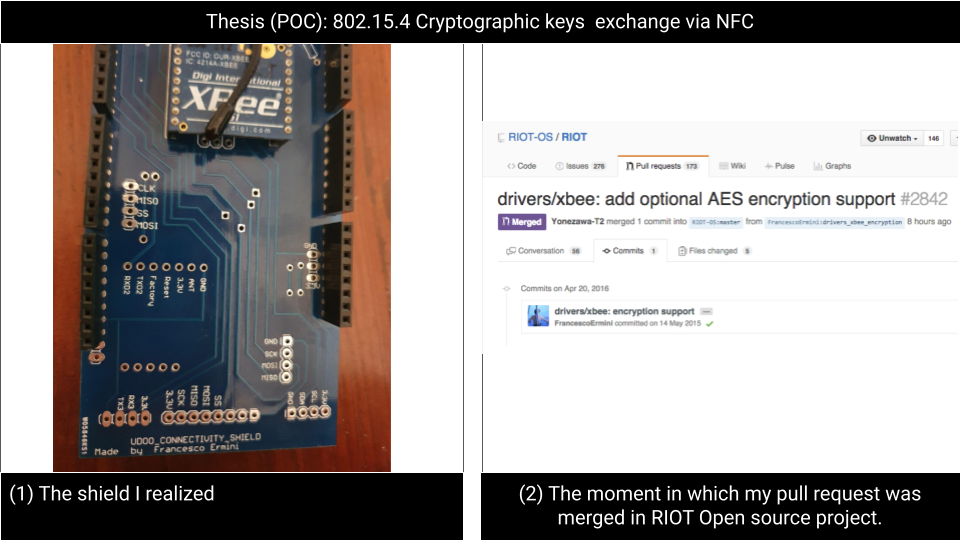 Thesis (POC): 802.15.4 Cryptographic keys exchange via NFC
FCC ID: OUR-XBEE
IC: 4214A-XBEE
Digi International
XBee®
digi.com
CLK
MISO
SS
MOSI
GND
RXD2
TXD2
Factory
Reset
3.3V
ANT
GND
GND
SCK
MOSI
MISO
TX3
RX3
3.3V
3.3V
SCK
MISO
MOSI
SS
GND
SDA
SCL
3.3V
UDOO_CONNECTIVITY_SHIELD
Made by Francesco Ermini
RIOT-OS / RIOT
Unwatch
146
Code
Issues 276
Pull requests 173
Wiki
Pulse
Graphs
drivers/xbee: add optional AES encryption support #2842
Merged Yonezawa-T2 merged 1 commit into RIOT-OS:master from FrancescoErmini:drivers_xbee_encryption 8 hours ago
Conversation 56
Commits 1
Files changed 5
Commits on Apr 20, 2016
drivers/xbee: encryption support
FrancescoErmini committed on 14 May 2015
(1) The shield I realized
(2) The moment in which my pull request was
merged in RIOT Open source project.